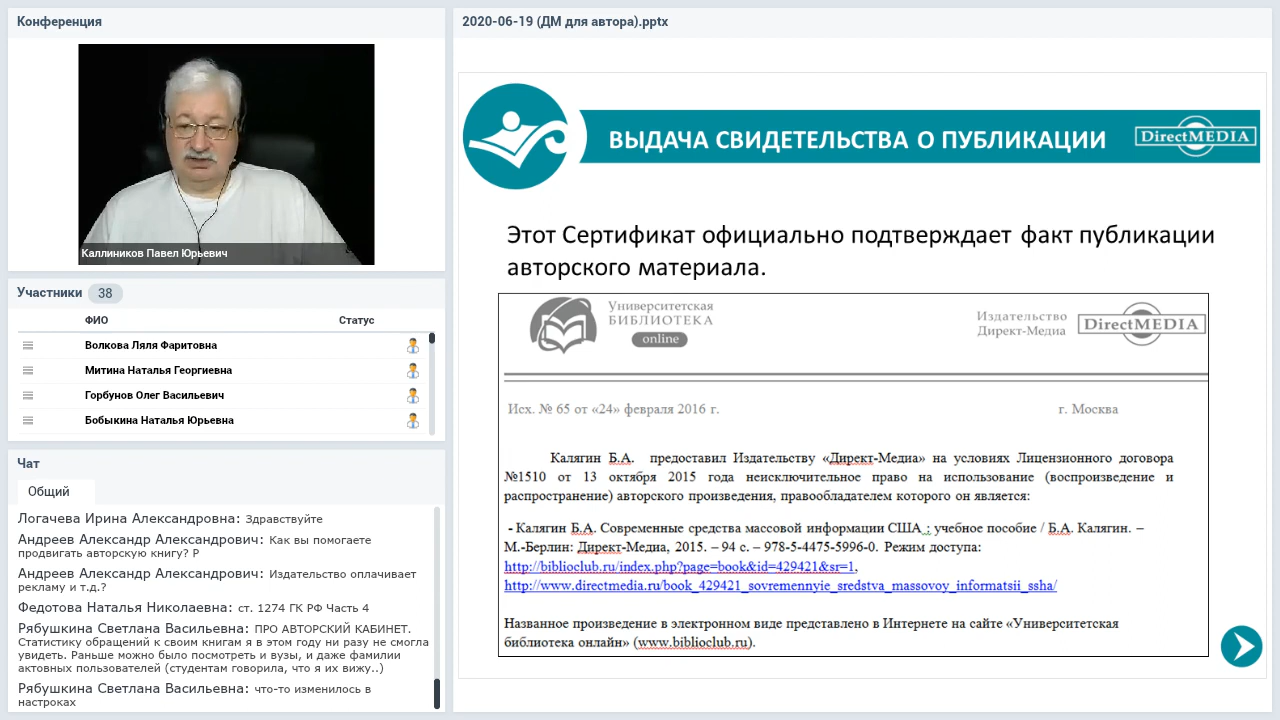 Конференция
Каллиников Павел Юрьевич
Участники 38
ФИО Статус
Волкова Ляля Фаритовна
Митина Наталья Георгиевна
Горбунов Олег Васильевич
Бобыкина Наталья Юрьевна
Чат
Общий
Логачева Ирина Александровна: Здравствуйте
Андреев Александр Александрович: Как вы помогаете
продвигать авторскую книгу? Р
Андреев Александр Александрович: Издательство оплачивает
рекламу и т.д.?
Федотова Наталья Николаевна: ст. 1274 ГК РФ Часть 4
Рябушкина Светлана Васильевна: ПРО АВТОРСКИЙ КАБИНЕТ.
Статистику обращений к своим книгам я в этом году ни разу не смогла
увидеть. Раньше можно было посмотреть и вузы, и даже фамилии
актовных пользователей (студентам говорила, что я их вижу..)
Рябушкина Светлана Васильевна: что-то изменилось в
настроках
2020-06-19 (ДМ для автора).pptx
ВЫДАЧА СВИДЕТЕЛЬСТВА О ПУБЛИКАЦИИ
DirectMEDIA
Этот Сертификат официально подтверждает факт публикации
авторского материала.
Университетская
БИБЛИОТЕКА
online
Издательство
Директ-Медиа
DirectMEDIA
Исх. № 65 от «24» февраля 2016 г. г. Москва
Калягин Б.А. предоставил Издательству «Директ-Медиа» на условиях Лицензионного договора
№1510 от 13 октября 2015 года неисключительное право на использование (воспроизведение и
распространение) авторского произведения, правообладателем которого он является:
- Калягин Б.А. Современные средства массовой информации США : учебное пособие / Б.А. Калягин. –
М.-Берлин: Директ-Медиа, 2015. – 94 с. – 978-5-4475-5996-0. Режим доступа:
http://biblioclub.ru/index.php?page=book&id=429421&sr=1,
http://www.directmedia.ru/book_429421_sovremennyie_sredstva_massovoy_informatsii_ssha/
Названное произведение в электронном виде представлено в Интернете на сайте «Университетская
библиотека онлайн» (www.biblioclub.ru).